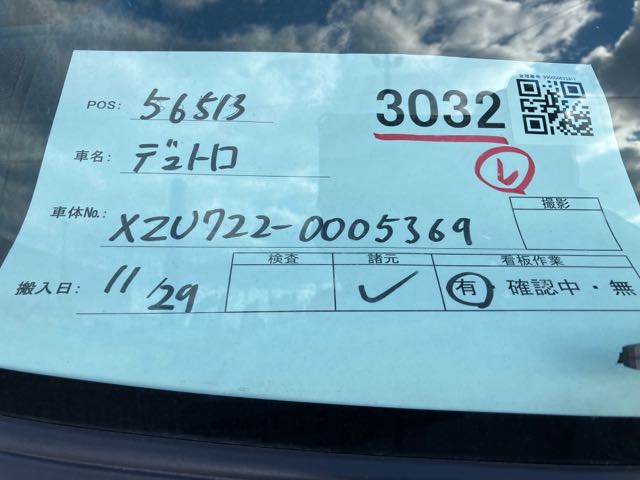 POS: 56513
3032
車名: デュトロ
レ
車体No.: XZU722-0005369
撮影
搬入日: 11/29
検査 諸元 看板作業
✓ 有・確認中・無